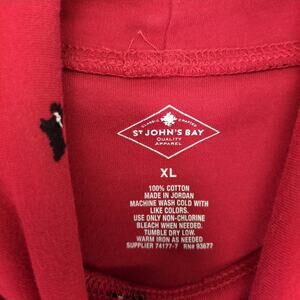 CLASSIC CRAFTED
ST JOHN'S BAY
QUALITY
APPAREL
XL
100% COTTON
MADE IN JORDAN
MACHINE WASH COLD WITH
LIKE COLORS.
USE ONLY NON-CHLORINE
BLEACH WHEN NEEDED.
TUMBLE DRY LOW.
WARM IRON AS NEEDED
SUPPLIER 74177-7 RN# 93677